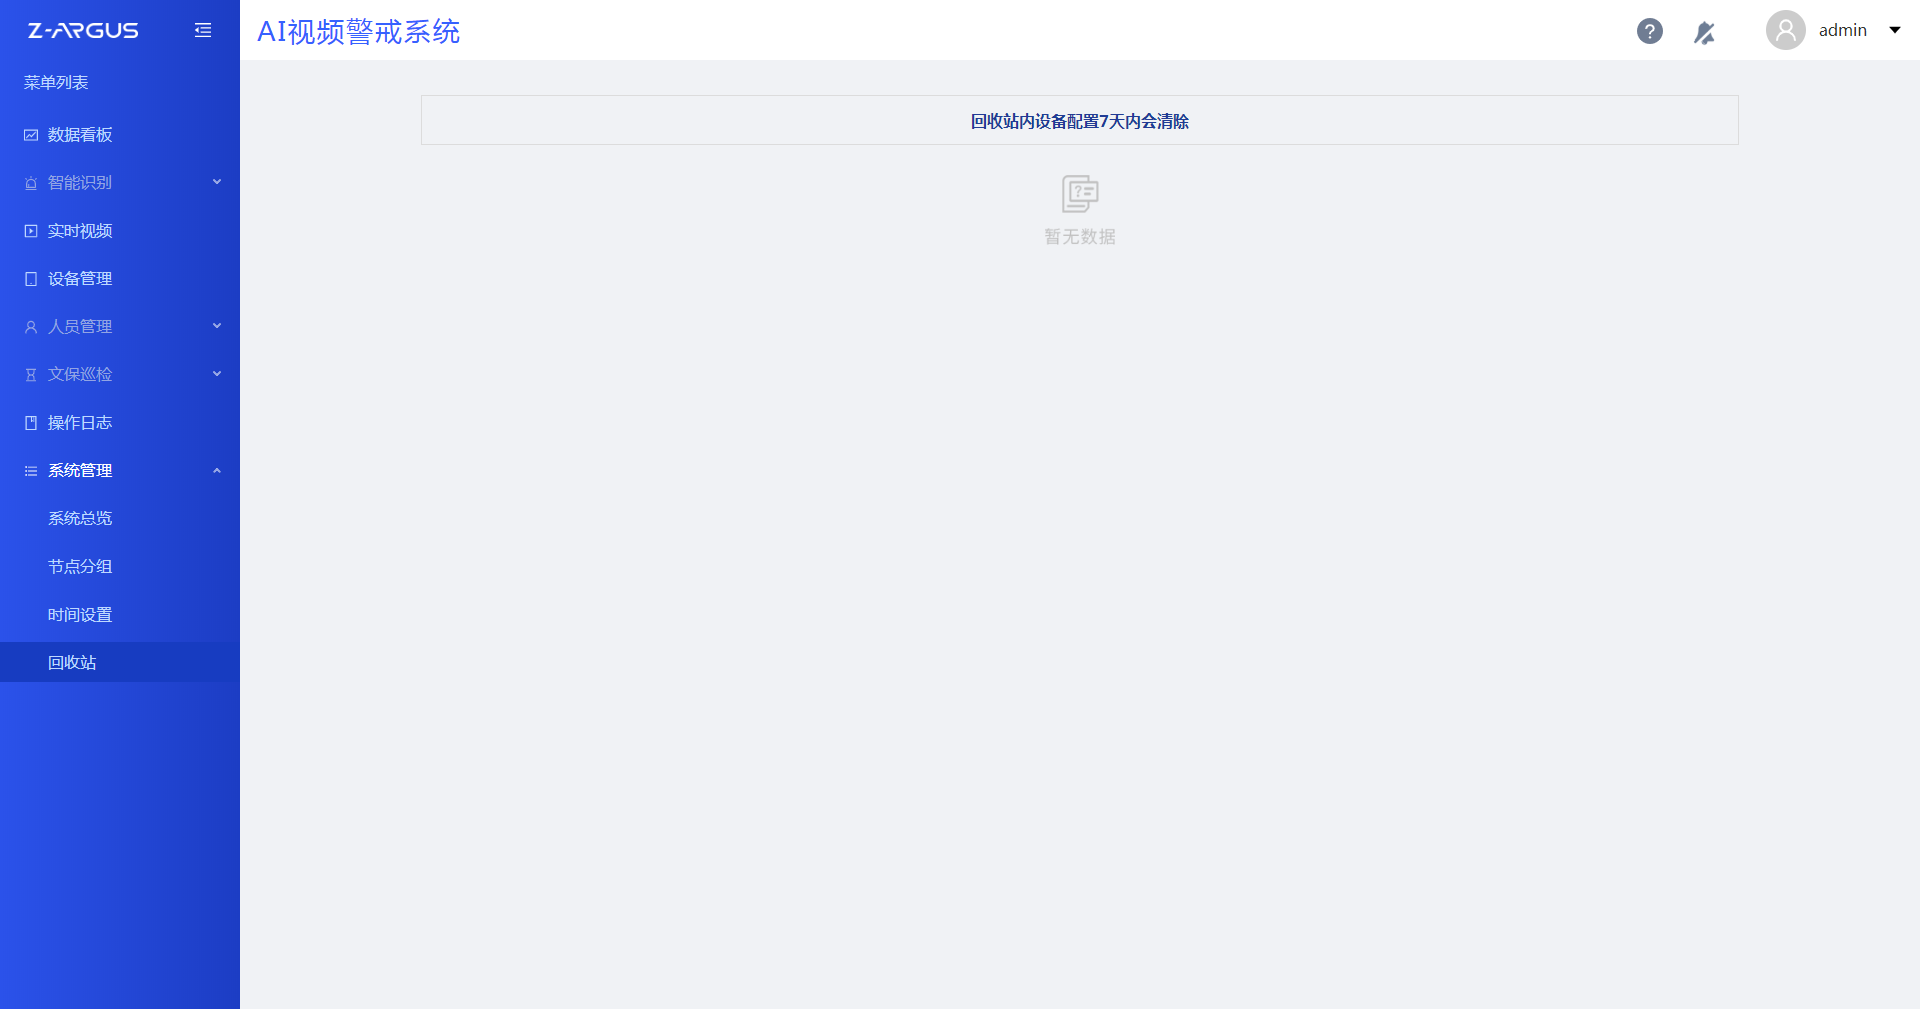 Z-ARGUS
AI视频警戒系统
admin
菜单列表
数据看板
智能识别
实时视频
设备管理
人员管理
文保巡检
操作日志
系统管理
系统总览
节点分组
时间设置
回收站
回收站内设备配置7天内会清除
暂无数据